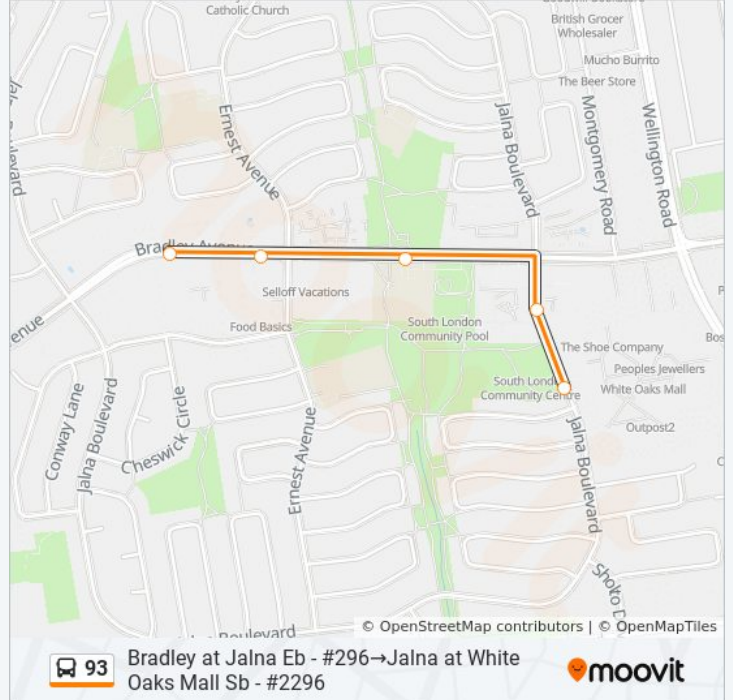 Catholic Church
British Grocer
Wholesaler
Mucho Burrito
The Beer Store
Ernest Avenue
Jalna Boulevard
Montgomery Road
Wellington Road
Bradley Avenue
Selloff Vacations
Food Basics
South London
Community Pool
The Shoe Company
Peoples Jewellers
White Oaks Mall
South London
Community Centre
Outpost2
Conway Lane
Jalna Boulevard
Cheswick Circle
Ernest Avenue
Jalna Boulevard
Sholto D
Boulevard
© OpenStreetMap contributors | © OpenMapTiles
93
Bradley at Jalna Eb - #296→Jalna at White
Oaks Mall Sb - #2296
moovit